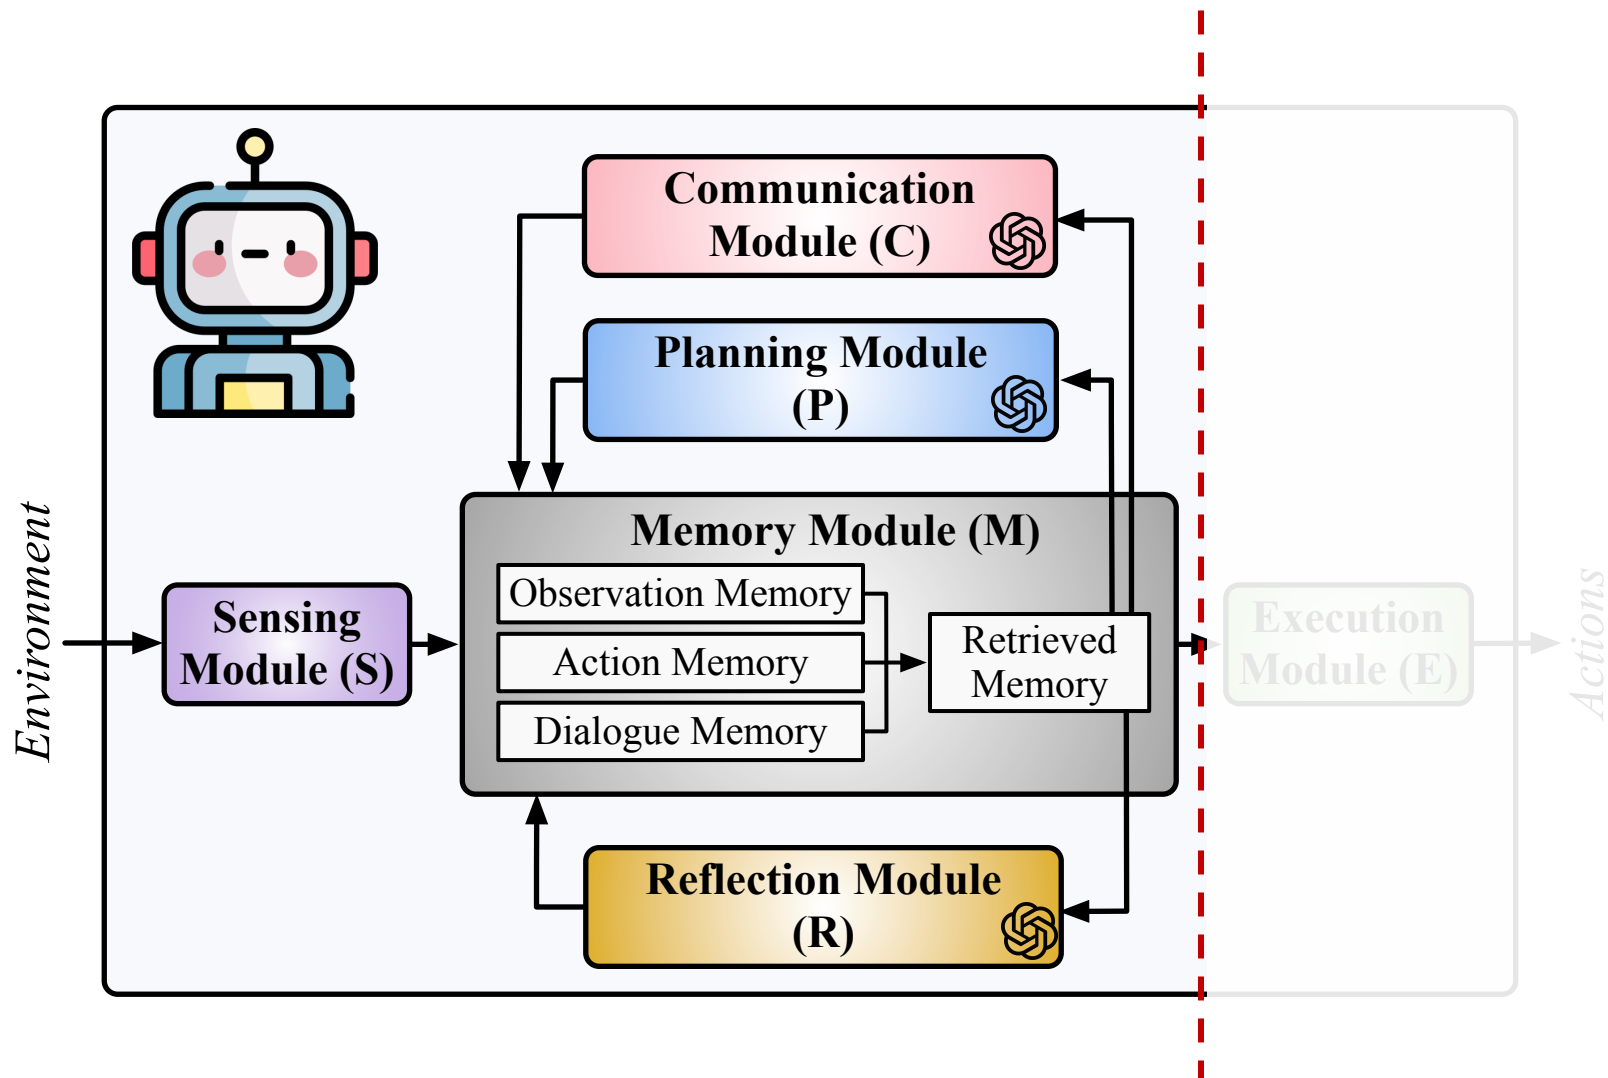 Environment
Communication
Module (C)
Planning Module
(P)
Memory Module (M)
Observation Memory
Action Memory
Dialogue Memory
Retrieved
Memory
Sensing
Module (S)
Reflection Module
(R)
Execution
Module (E)
Actions